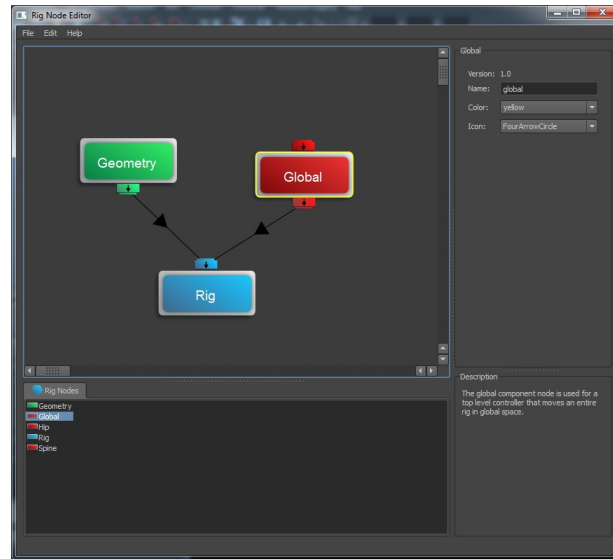 Rig Node Editor
File Edit Help
Geometry
Global
Rig
Global
Version: 1.0
Name: global
Color: yellow
Icon: FourArrowCircle
Rig Nodes
Geometry
Global
Hip
Rig
Spine
Description
The global component node is used for a
top level controller that moves an entire
rig in global space.